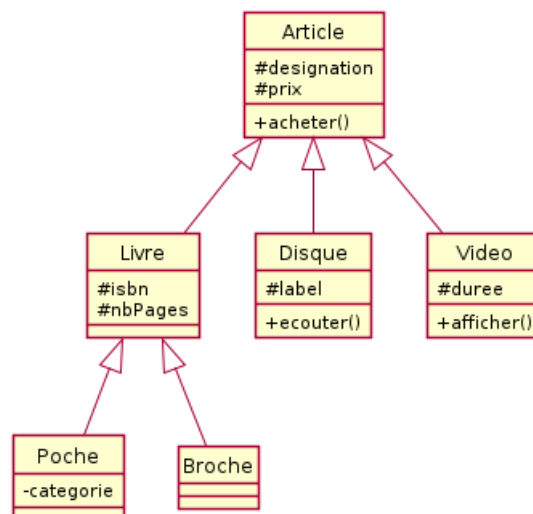 Article
#designation
#prix
+acheter()
Livre
#isbn
#nbPages
Disque
#label
+ecouter()
Video
#duree
+afficher()
Poche
-categorie
Broche